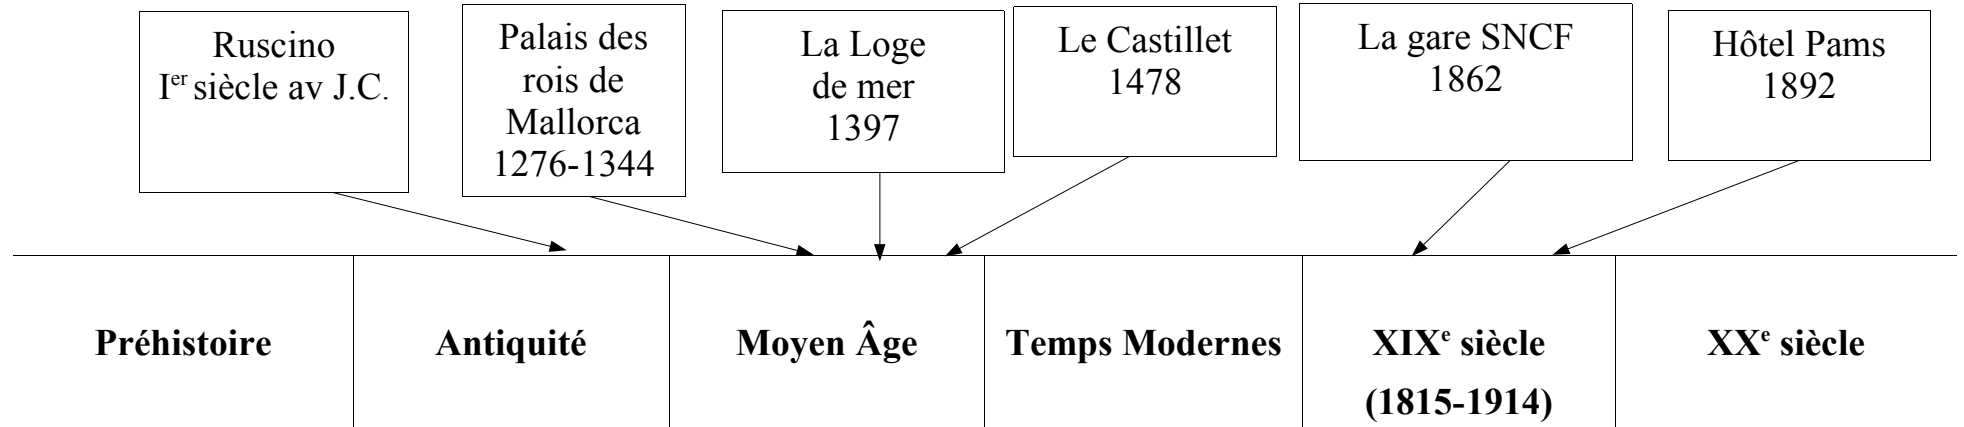 Ruscino
Iᵉʳ siècle av J.C.
Palais des
rois de
Mallorca
1276-1344
La Loge
de mer
1397
Le Castillet
1478
La gare SNCF
1862
Hôtel Pams
1892
Préhistoire
Antiquité
Moyen Âge
Temps Modernes
XIXᵉ siècle
(1815-1914)
XXᵉ siècle